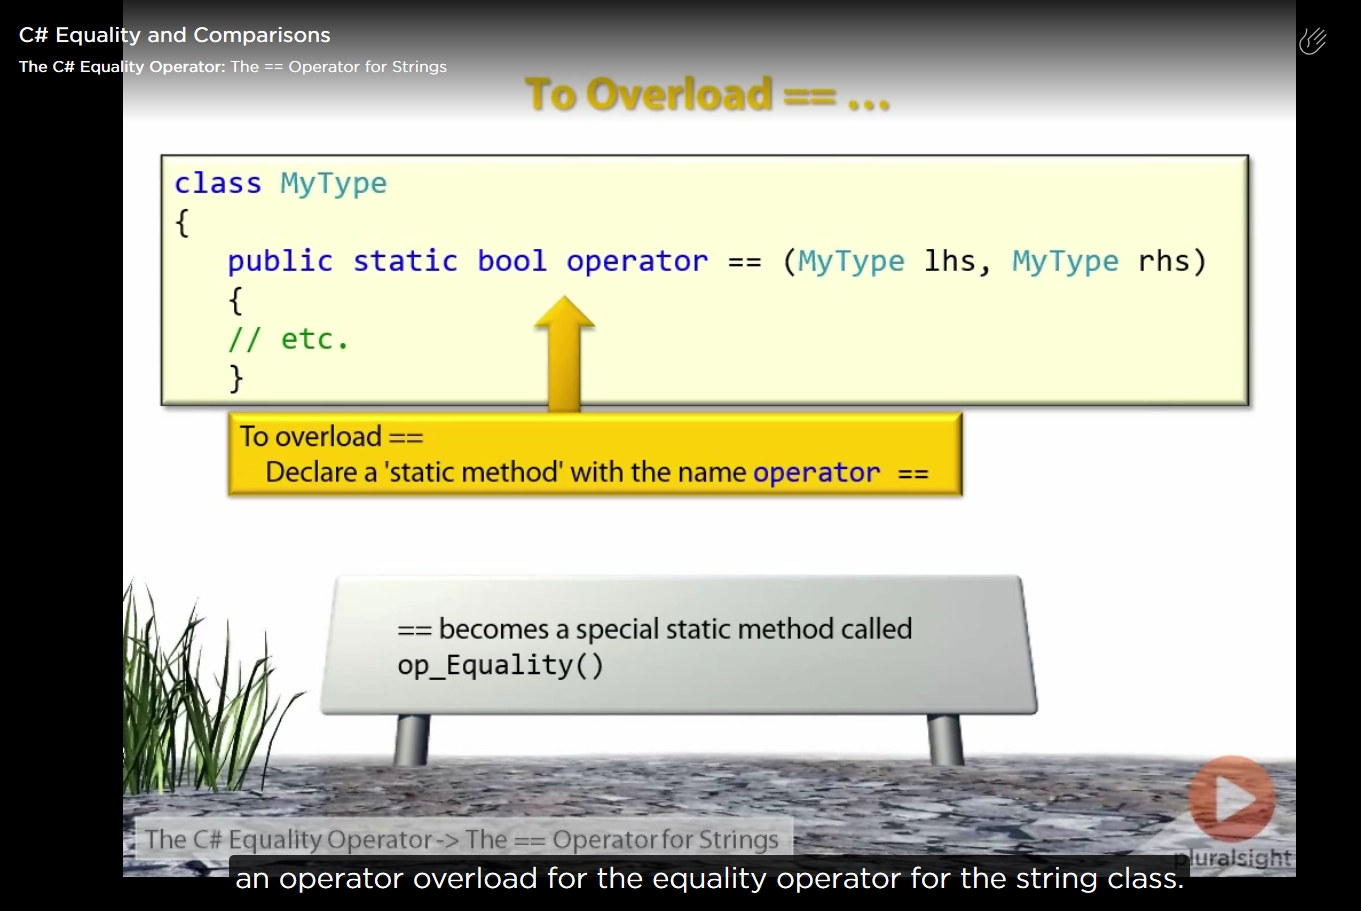 C# Equality and Comparisons
The C# Equality Operator: The == Operator for Strings
To Overload == ...
class MyType
{
public static bool operator == (MyType lhs, MyType rhs)
{
// etc.
}
To overload ==
Declare a 'static method' with the name operator ==
== becomes a special static method called
op_Equality()
The C# Equality Operator -> The == Operator for Strings
pluralsight
an operator overload for the equality operator for the string class.